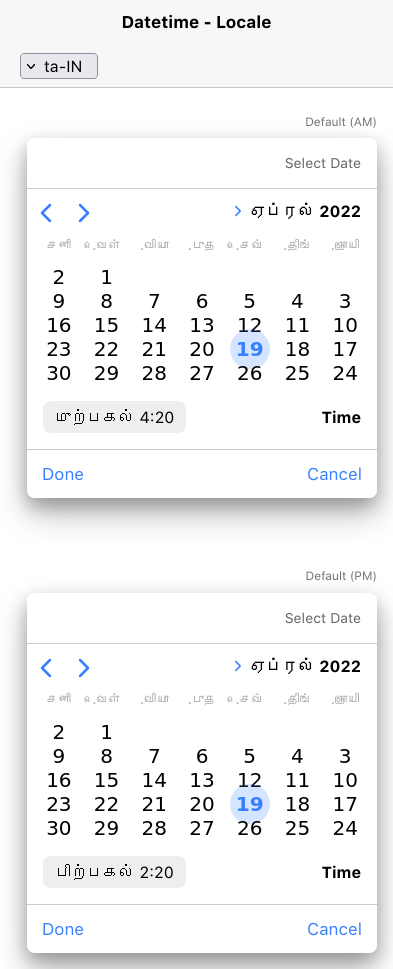 Datetime - Locale
ta-IN
Default (AM)
Select Date
ஏப்ரல் 2022
சனி .வெள் .வியா .புத .செவ் .திங் .ஞாயி
2 1
9 8 7 6 5 4 3
16 15 14 13 12 11 10
23 22 21 20 19 18 17
30 29 28 27 26 25 24
முற்பகல் 4:20 Time
Done Cancel
Default (PM)
Select Date
ஏப்ரல் 2022
சனி .வெள் .வியா .புத .செவ் .திங் .ஞாயி
2 1
9 8 7 6 5 4 3
16 15 14 13 12 11 10
23 22 21 20 19 18 17
30 29 28 27 26 25 24
பிற்பகல் 2:20 Time
Done Cancel